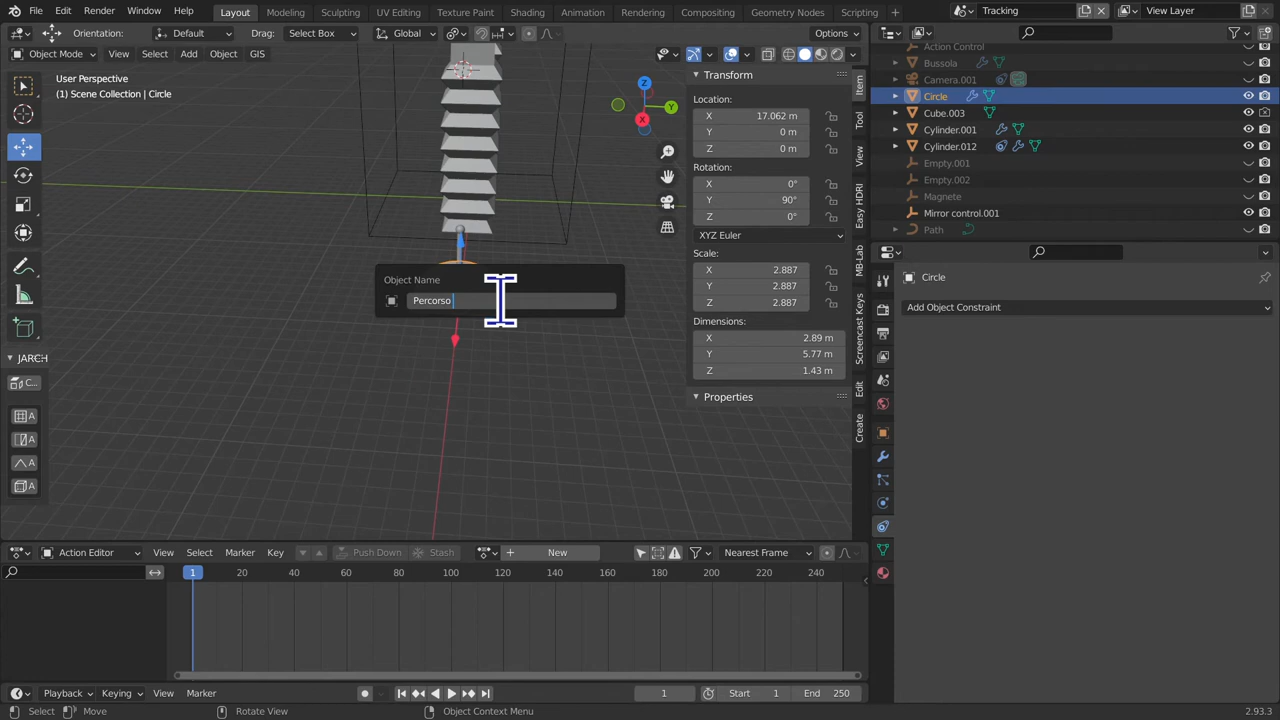 File Edit Render Window Help Layout Modeling Sculpting UV Editing Texture Paint Shading Animation Rendering Compositing Geometry Nodes Scripting Tracking View Layer
Orientation: Default Drag: Select Box Global Options
Object Mode View Select Add Object GIS
User Perspective
(1) Scene Collection | Circle
Z
Y
X
Transform
Location:
X 17.062 m
Y 0 m
Z 0 m
Rotation:
X 0°
Y 90°
Z 0°
XYZ Euler
Scale:
X 2.887
Y 2.887
Z 2.887
Dimensions:
X 2.89 m
Y 5.77 m
Z 1.43 m
Properties
Item
Tool
View
Easy HDRI
MB-Lab
Screencast Keys
Edit
Create
JARCH
C...
A
A
A
A
Object Name
Percorso
Action Control
Bussola
Camera.001
Circle
Cube.003
Cylinder.001
Cylinder.012
Empty.001
Empty.002
Magnete
Mirror control.001
Path
Circle
Add Object Constraint
Action Editor View Select Marker Key Push Down Stash New Nearest Frame
1 20 40 60 80 100 120 140 160 180 200 220 240
Playback Keying View Marker 1 Start 1 End 250
Select Move Rotate View Object Context Menu 2.93.3